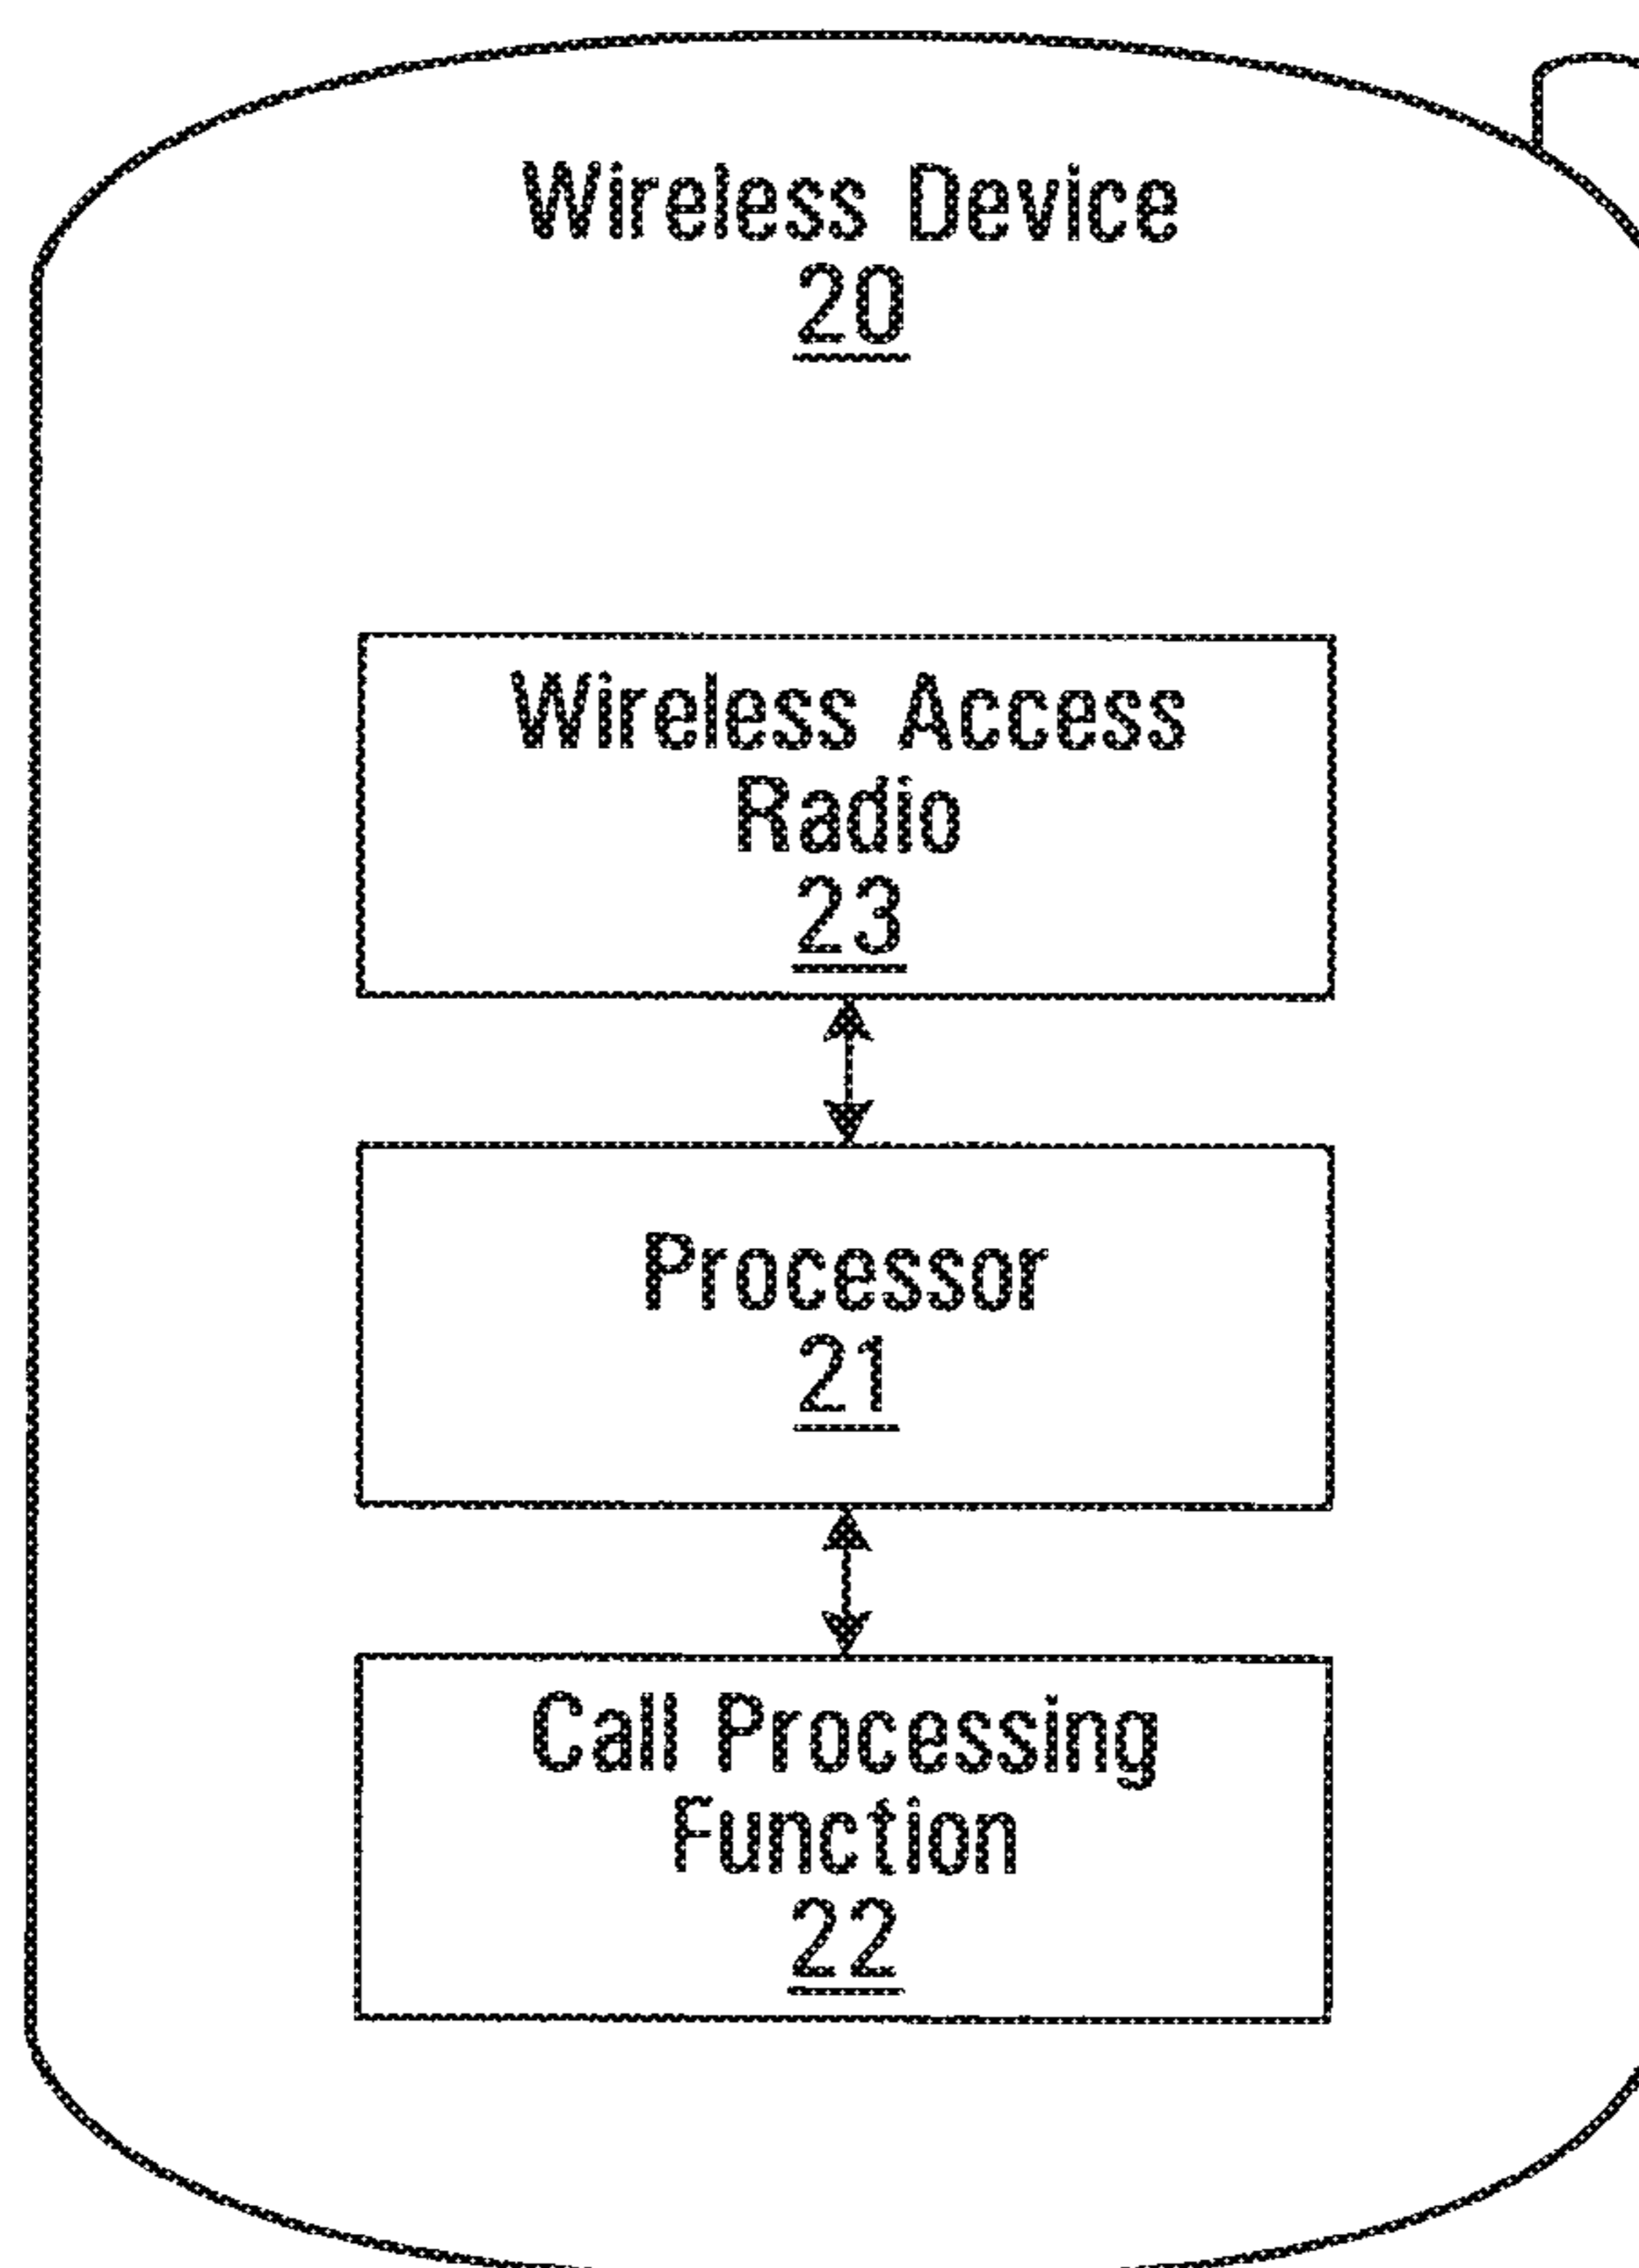 Wireless Device
20
Wireless Access
Radio
23
Processor
21
Call Processing
Function
22